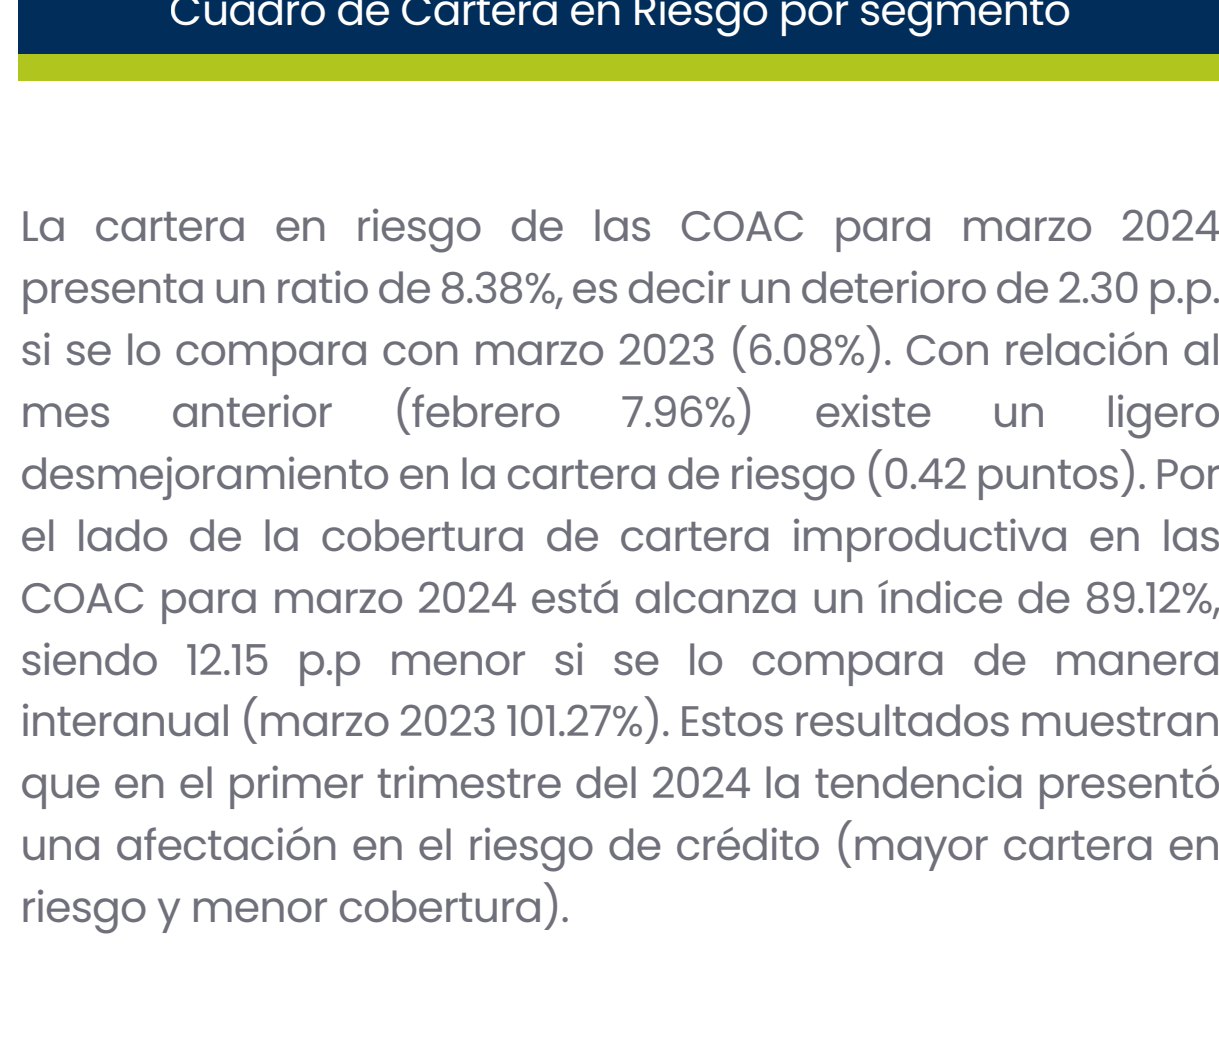 Cuadro de Cartera en Riesgo por segmento
La cartera en riesgo de las COAC para marzo 2024
presenta un ratio de 8.38%, es decir un deterioro de 2.30 p.p.
si se lo compara con marzo 2023 (6.08%). Con relación al
mes anterior (febrero 7.96%) existe un ligero
desmejoramiento en la cartera de riesgo (0.42 puntos). Por
el lado de la cobertura de cartera improductiva en las
COAC para marzo 2024 está alcanza un índice de 89.12%,
siendo 12.15 p.p menor si se lo compara de manera
interanual (marzo 2023 101.27%). Estos resultados muestran
que en el primer trimestre del 2024 la tendencia presentó
una afectación en el riesgo de crédito (mayor cartera en
riesgo y menor cobertura).